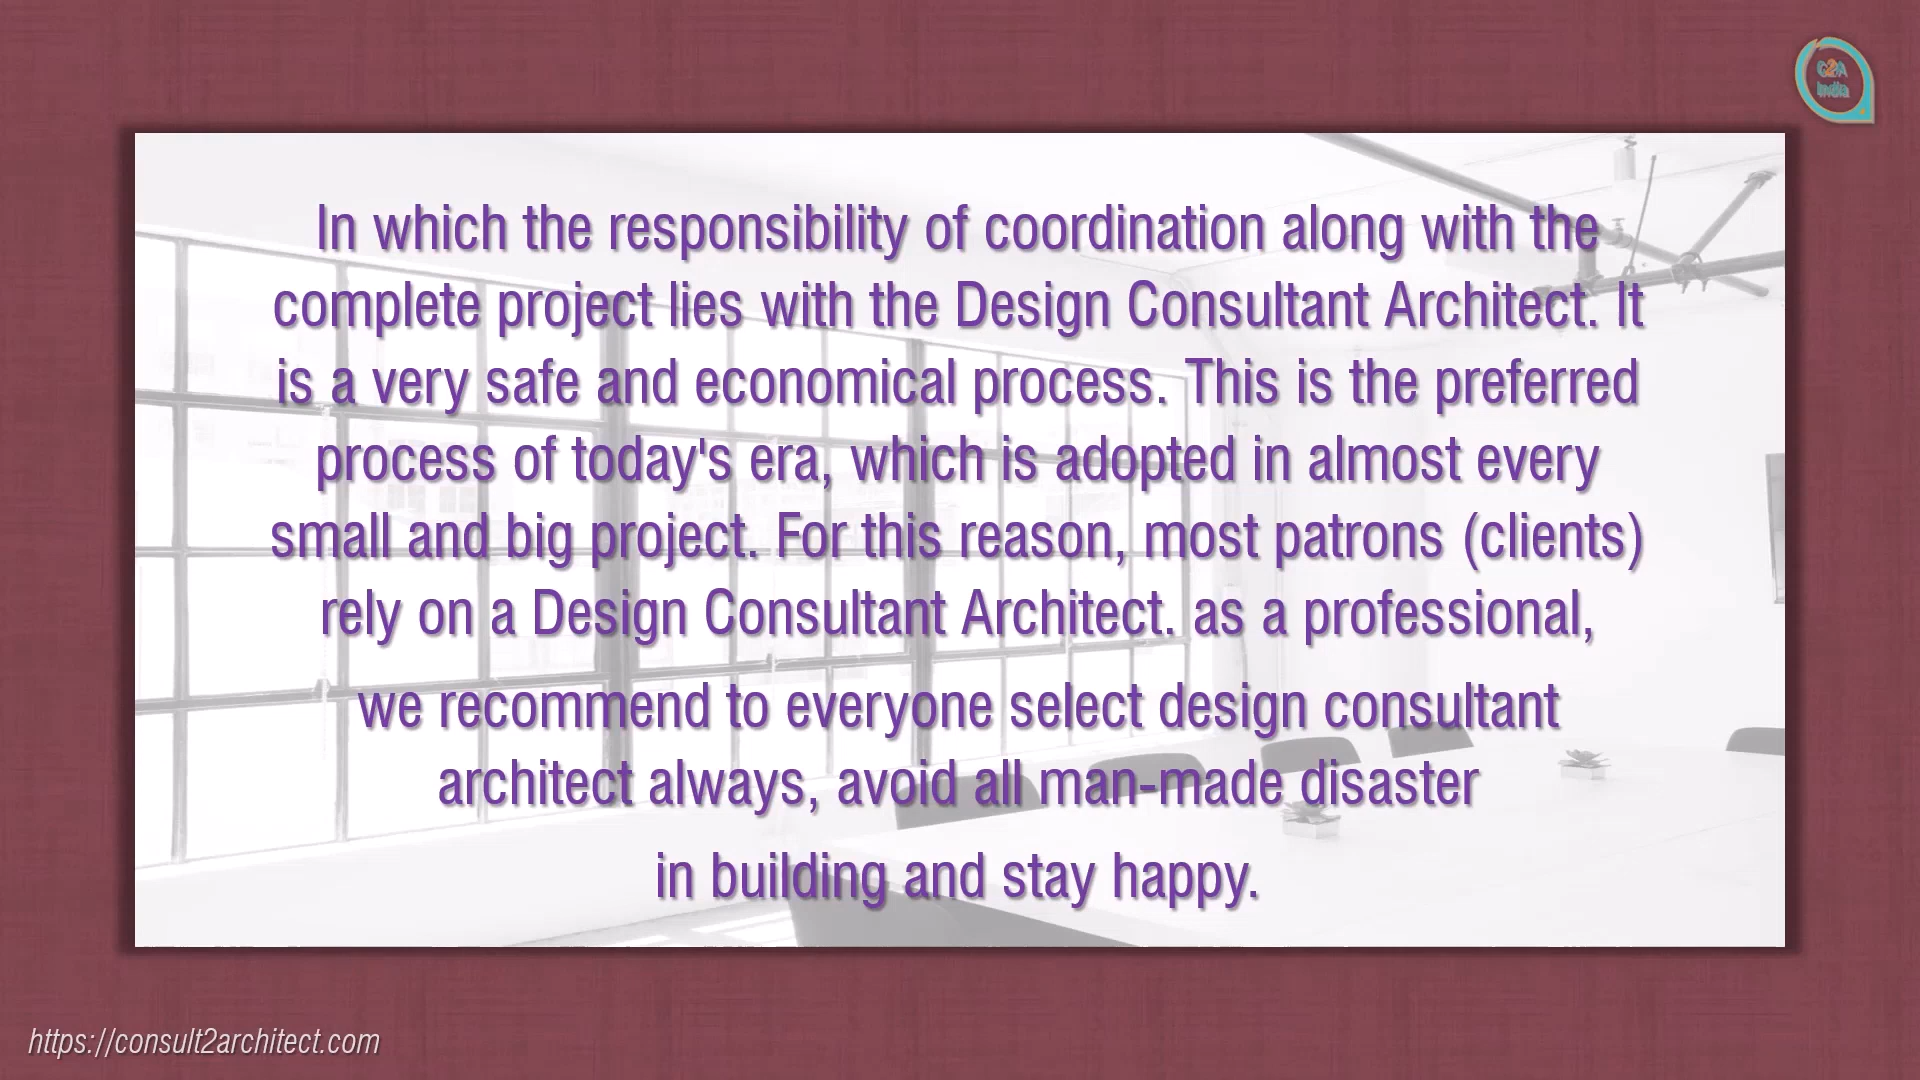 C2A
India
In which the responsibility of coordination along with the
complete project lies with the Design Consultant Architect. It
is a very safe and economical process. This is the preferred
process of today's era, which is adopted in almost every
small and big project. For this reason, most patrons (clients)
rely on a Design Consultant Architect. as a professional,
we recommend to everyone select design consultant
architect always, avoid all man-made disaster
in building and stay happy.
https://consult2architect.com